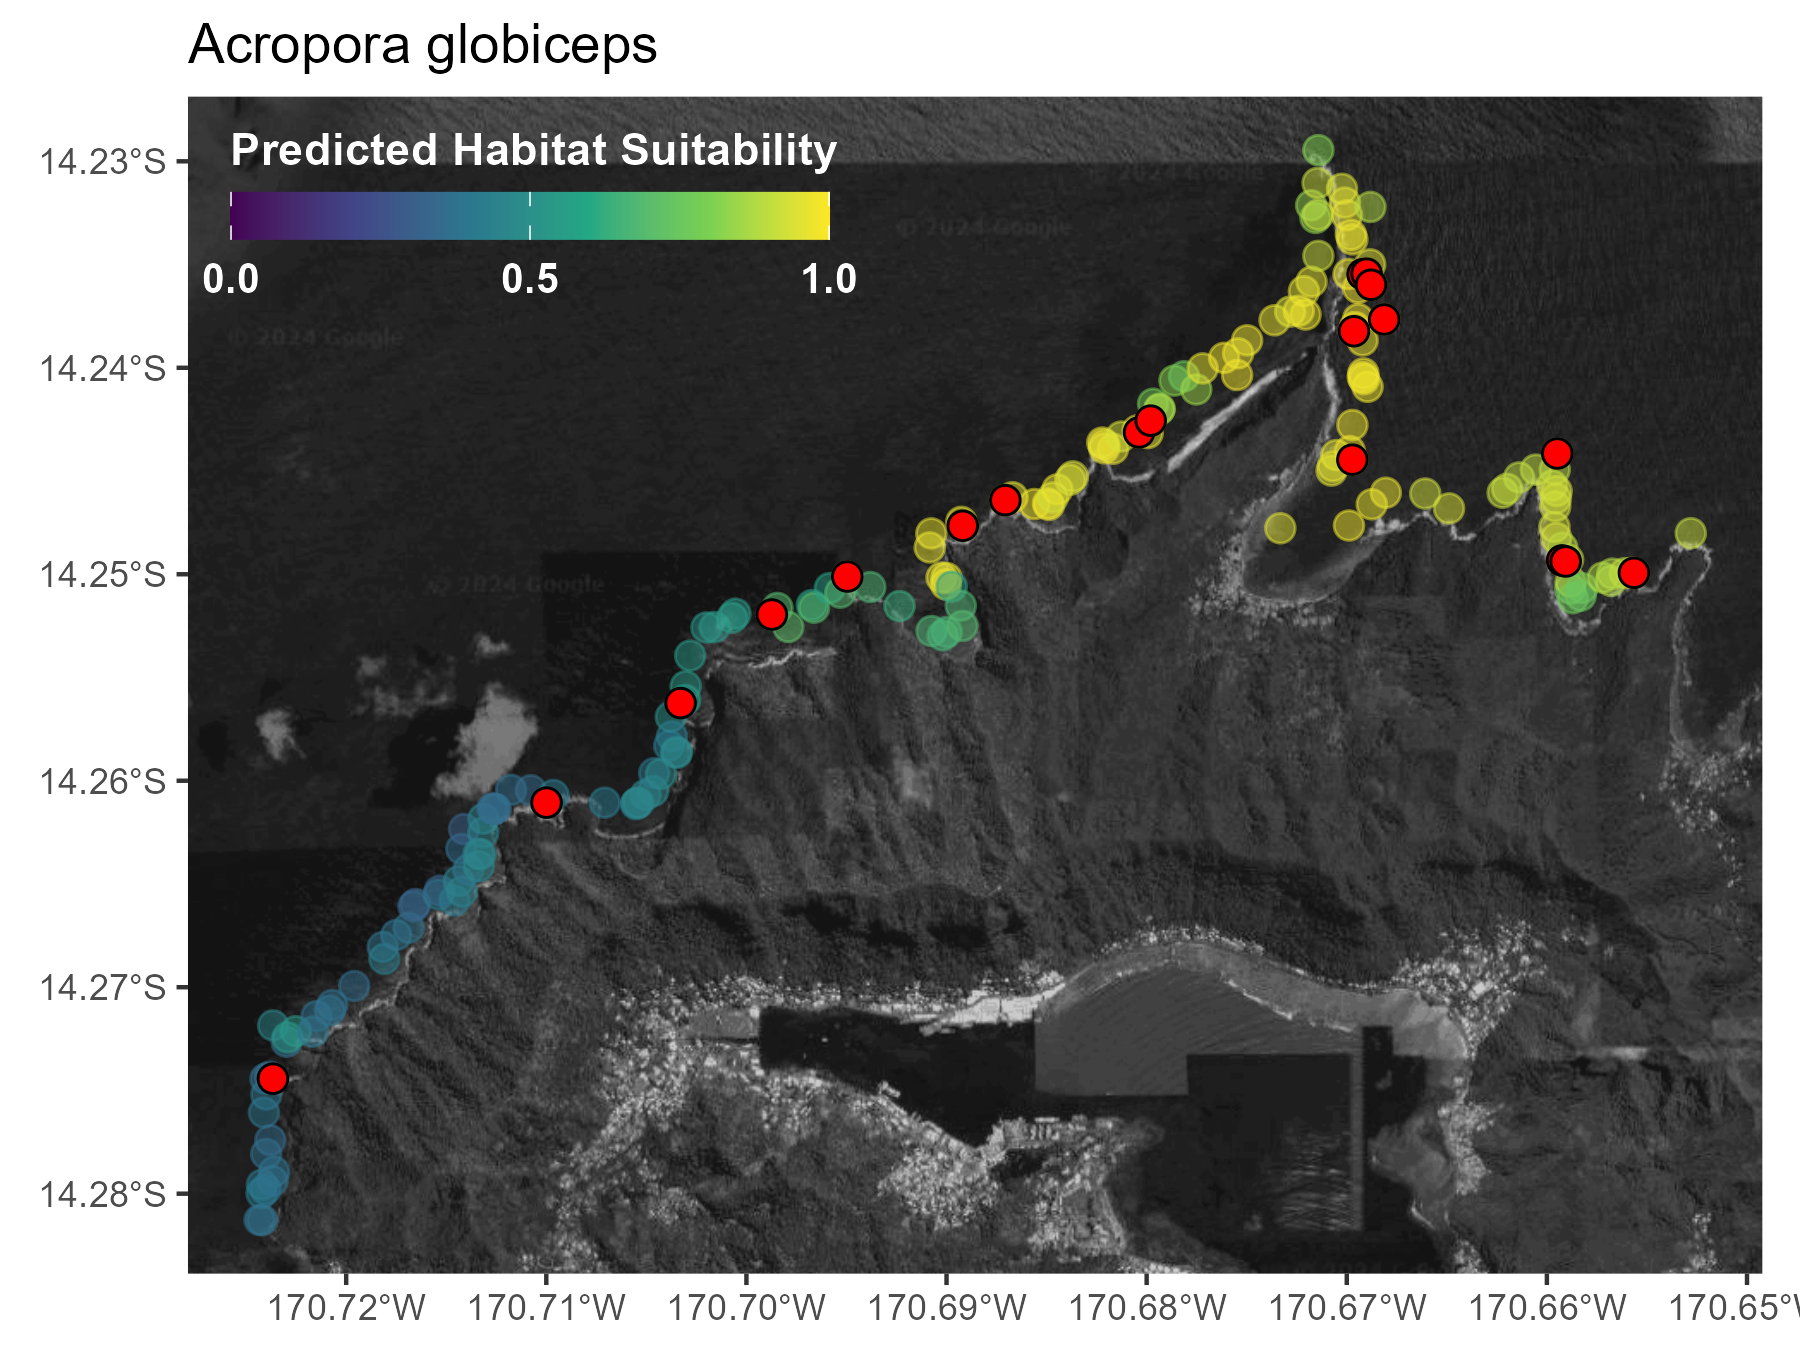 Acropora globiceps
Predicted Habitat Suitability
0.0 0.5 1.0
14.23°S
14.24°S
14.25°S
14.26°S
14.27°S
14.28°S
© 2024 Google
© 2024 Google
© 2024 Google
© 2024 Google
170.72°W 170.71°W 170.70°W 170.69°W 170.68°W 170.67°W 170.66°W 170.65°W